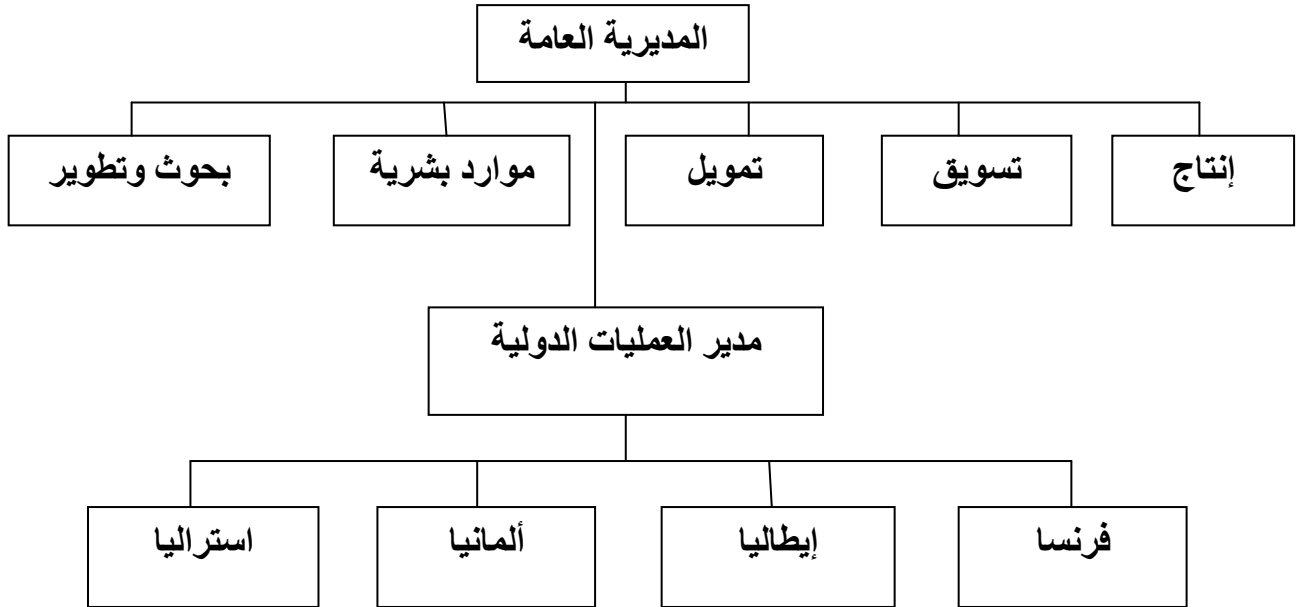 المديرية العامة
إنتاج
تسويق
تمويل
موارد بشرية
بحوث وتطوير
مدير العمليات الدولية
فرنسا
إيطاليا
ألمانيا
استراليا